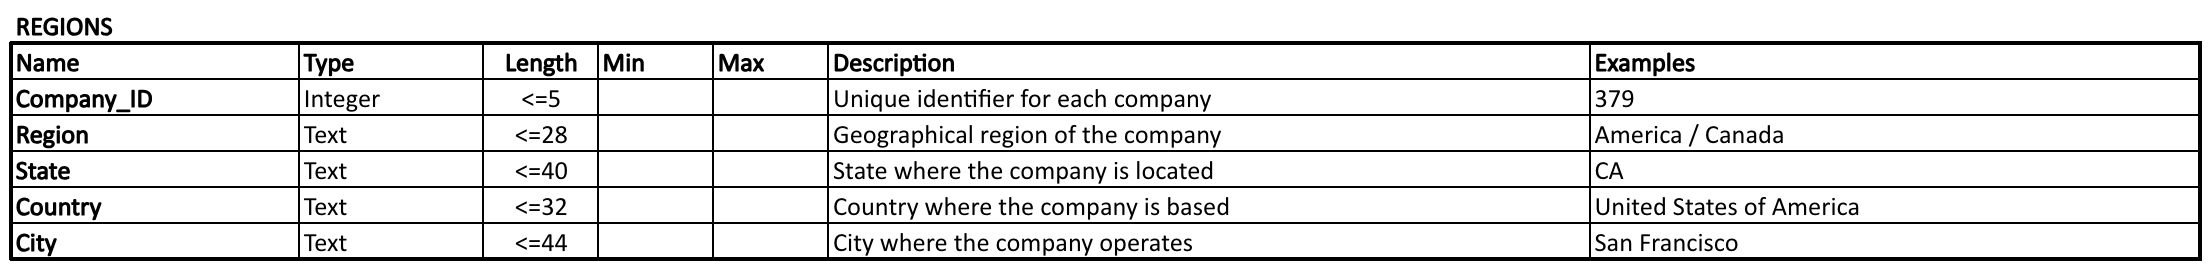 REGIONS
Name Type Length Min Max Description Examples
Company_ID Integer <=5 Unique identifier for each company 379
Region Text <=28 Geographical region of the company America / Canada
State Text <=40 State where the company is located CA
Country Text <=32 Country where the company is based United States of America
City Text <=44 City where the company operates San Francisco